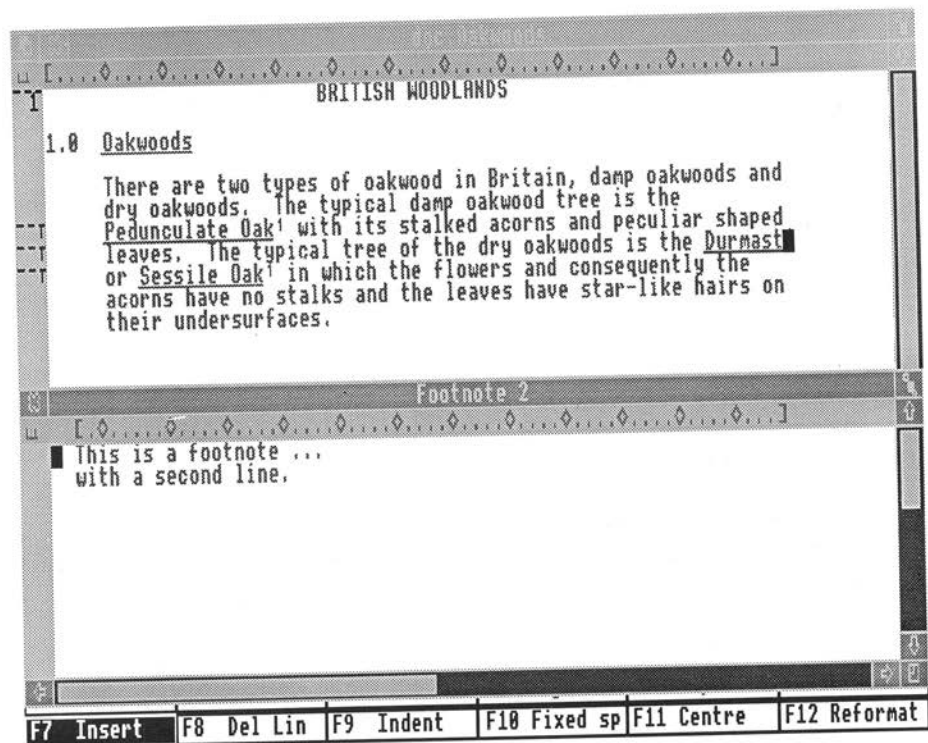 doc.Oakwoods
BRITISH WOODLANDS
1
1.0 Oakwoods
There are two types of oakwood in Britain, damp oakwoods and
dry oakwoods. The typical damp oakwood tree is the
Pedunculate Oak¹ with its stalked acorns and peculiar shaped
leaves. The typical tree of the dry oakwoods is the Durmast
or Sessile Oak¹ in which the flowers and consequently the
acorns have no stalks and the leaves have star-like hairs on
their undersurfaces.
Footnote 2
This is a footnote ...
with a second line.
F7 Insert F8 Del Lin F9 Indent F10 Fixed sp F11 Centre F12 Reformat